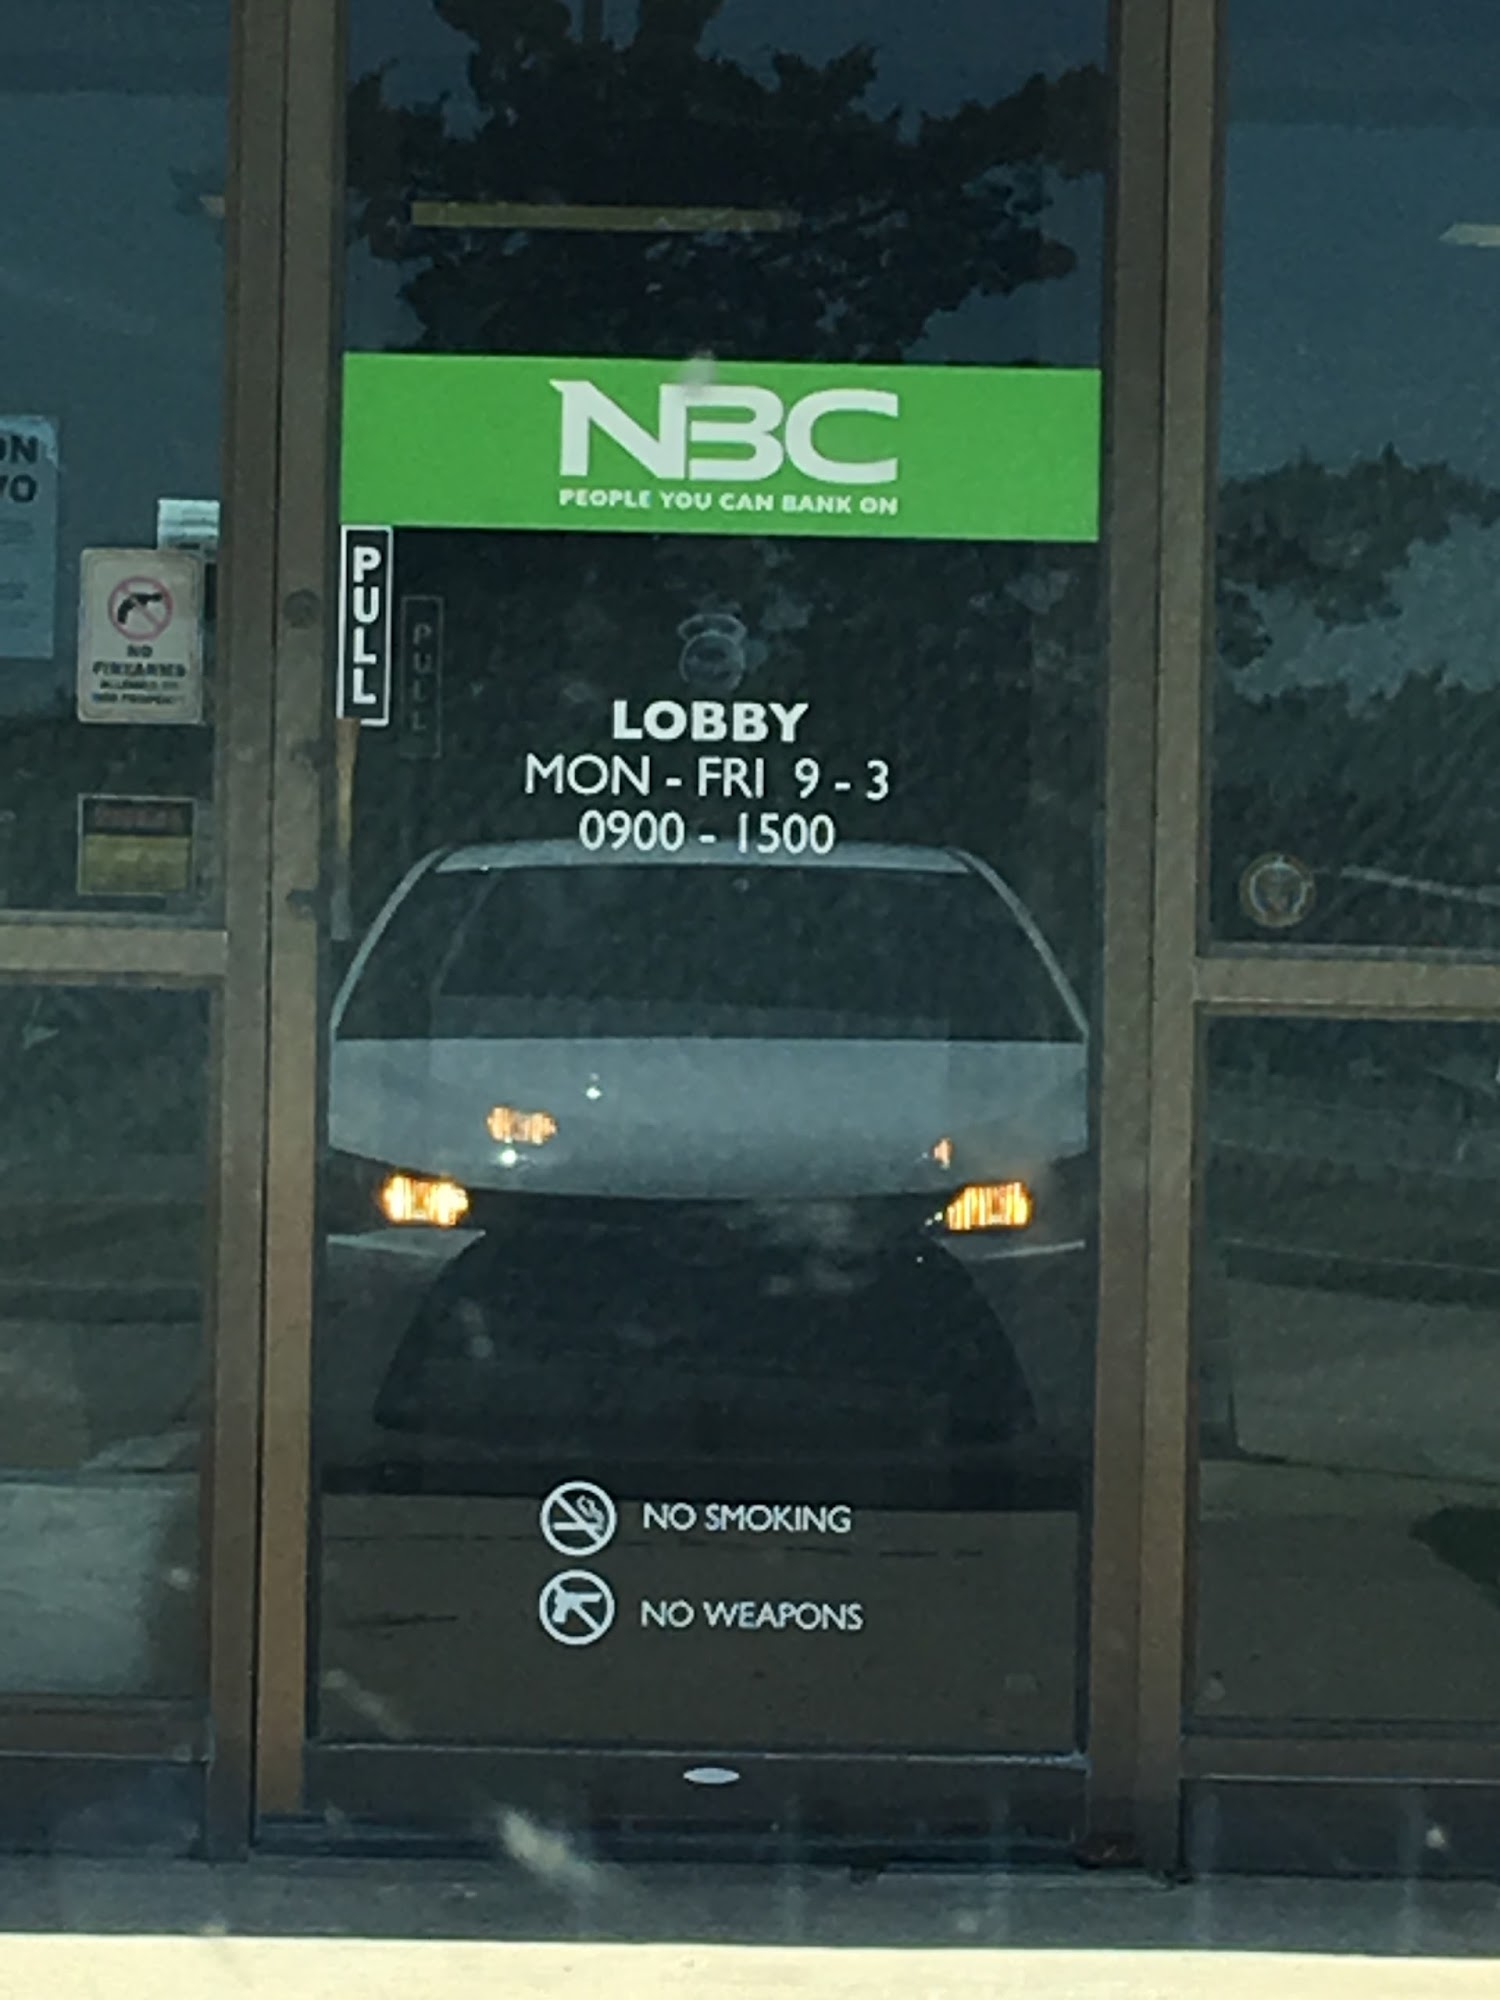 NBC
PEOPLE YOU CAN BANK ON
PULL
PULL
NO
FIREARMS
LOBBY
MON - FRI 9 - 3
0900 - 1500
NO SMOKING
NO WEAPONS